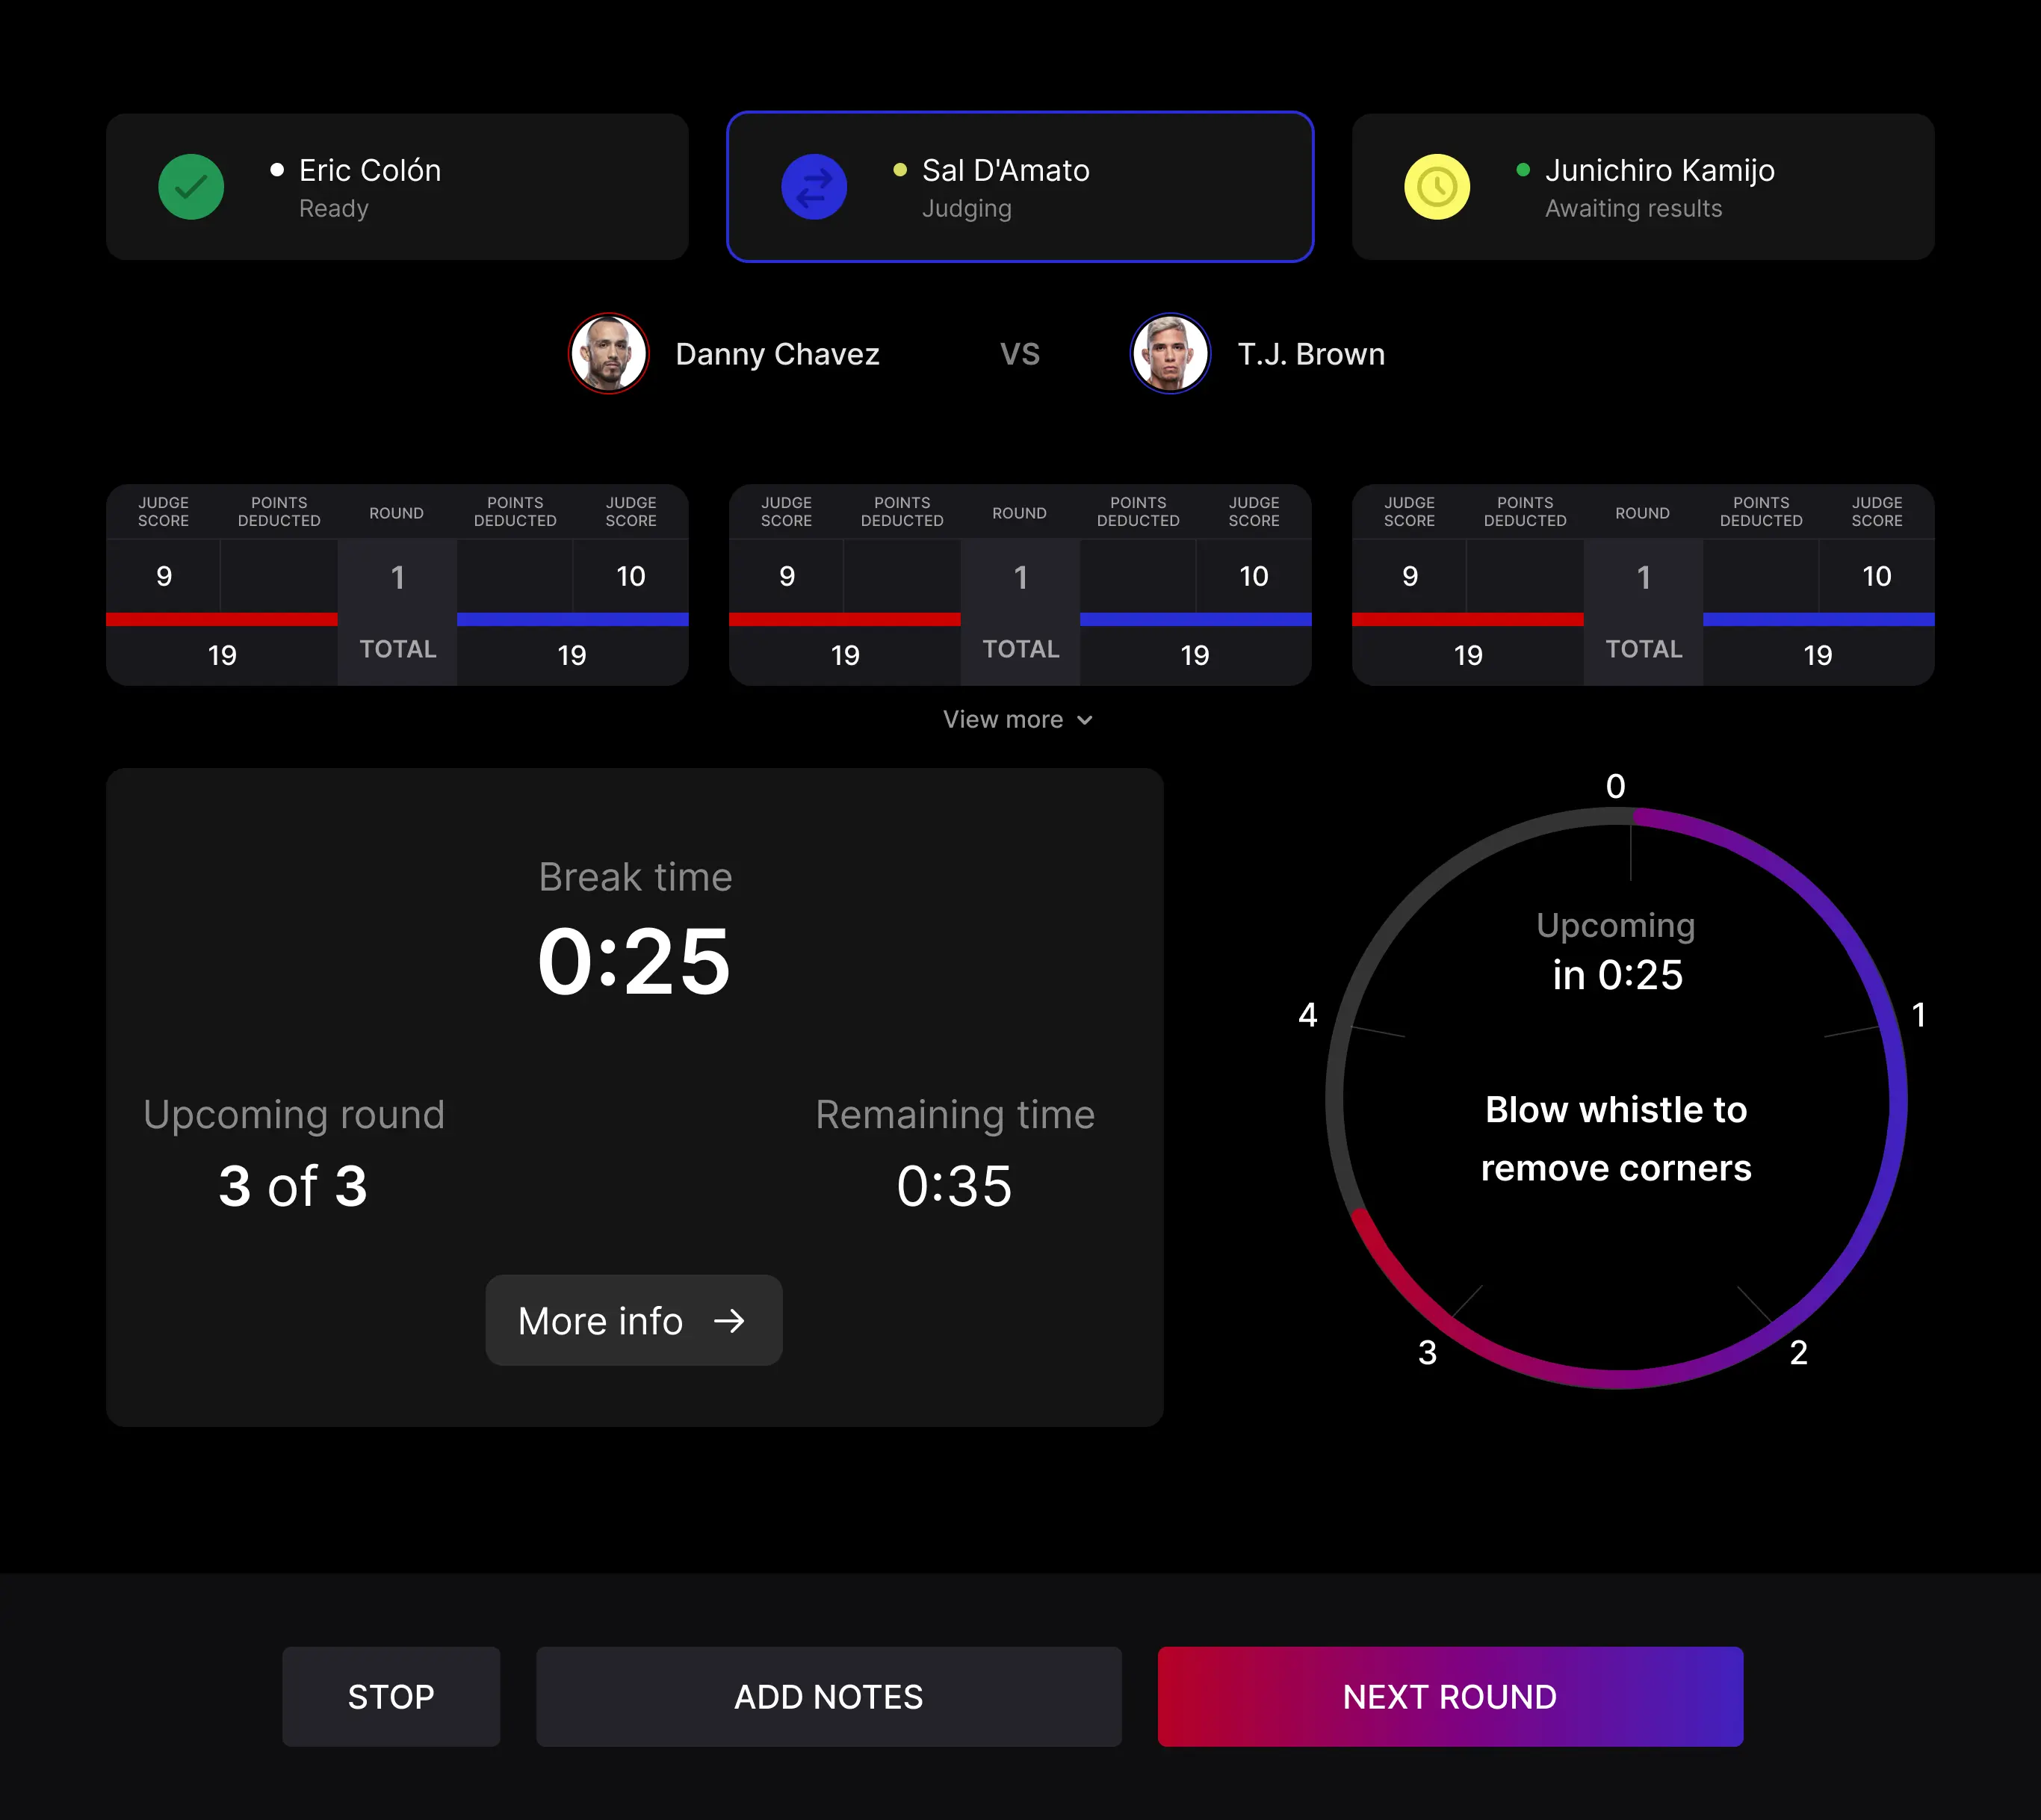 Eric Colón
Ready
Sal D'Amato
Judging
Junichiro Kamijo
Awaiting results
Danny Chavez
VS
T.J. Brown
JUDGE SCORE POINTS DEDUCTED ROUND POINTS DEDUCTED JUDGE SCORE
9 1 10
TOTAL
19 19
JUDGE SCORE POINTS DEDUCTED ROUND POINTS DEDUCTED JUDGE SCORE
9 1 10
TOTAL
19 19
JUDGE SCORE POINTS DEDUCTED ROUND POINTS DEDUCTED JUDGE SCORE
9 1 10
TOTAL
19 19
View more
Break time
0:25
Upcoming round
3 of 3
Remaining time
0:35
More info
0
1
2
3
4
Upcoming
in 0:25
Blow whistle to
remove corners
STOP
ADD NOTES
NEXT ROUND